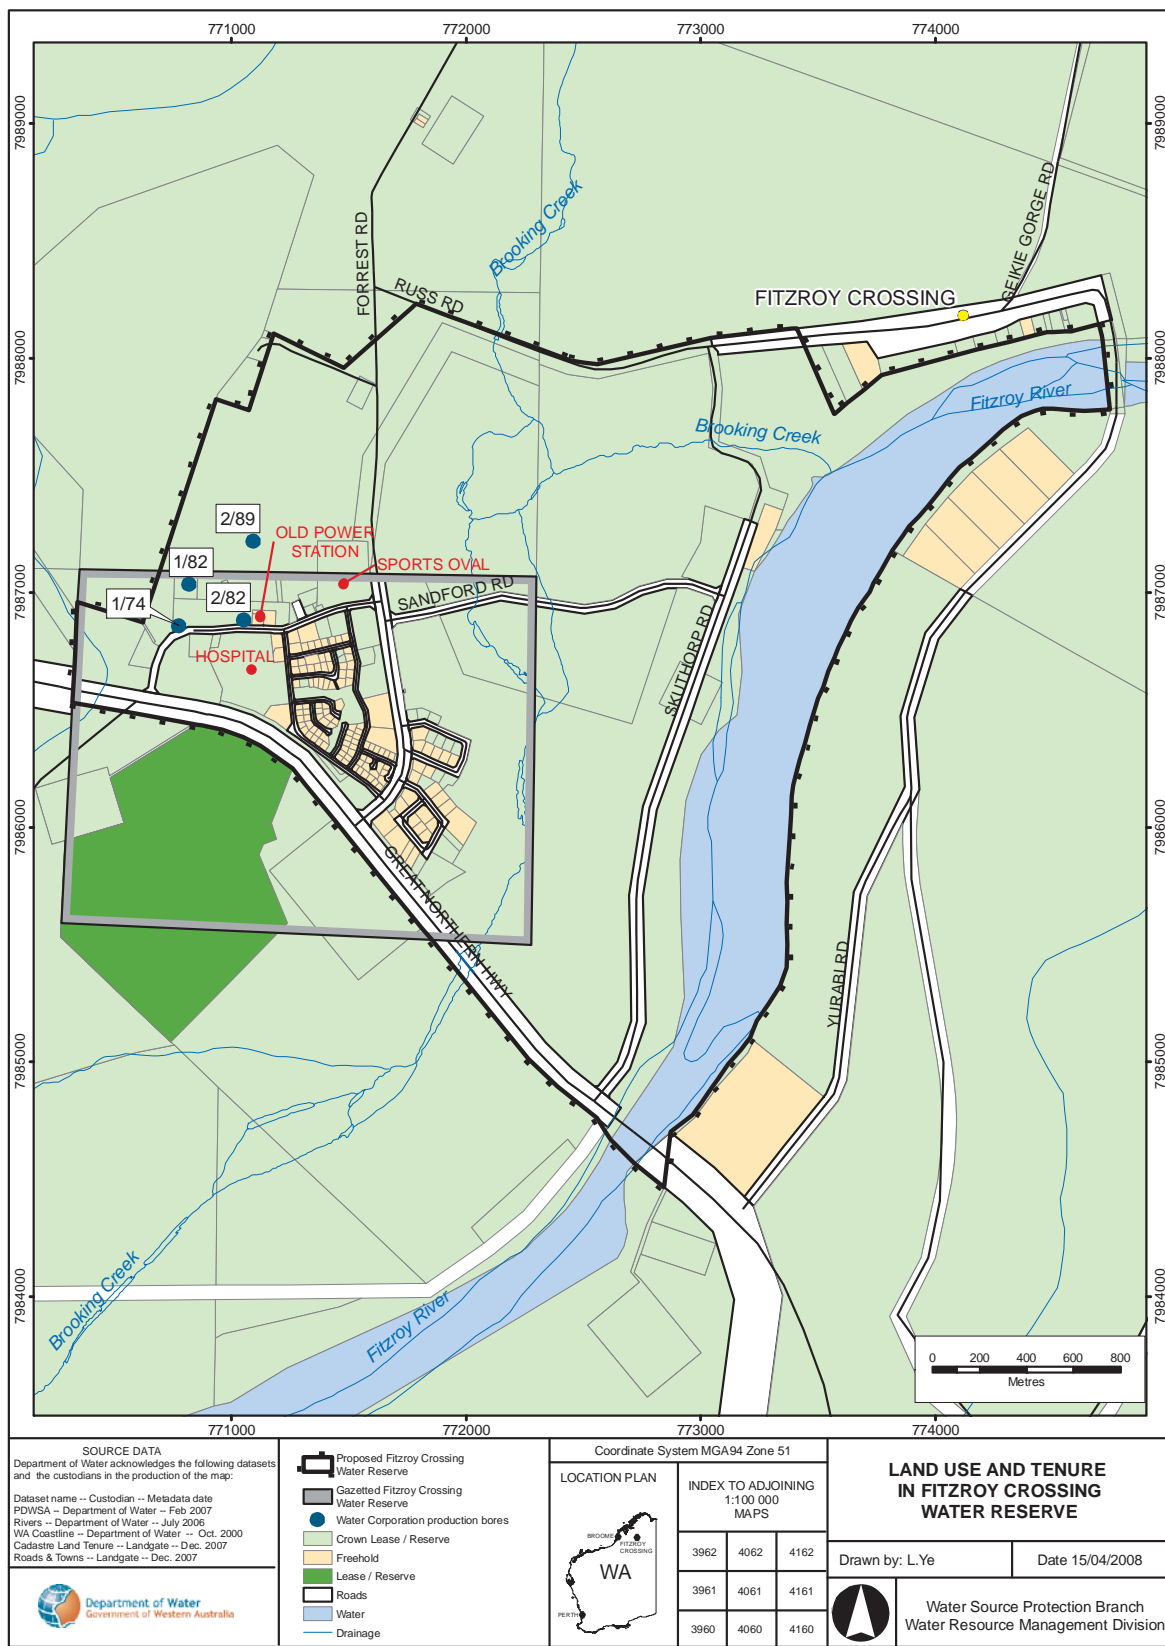 771000
772000
773000
774000
7989000
7989000
FORREST RD
Brooking Creek
GEIKIE GORGE RD
RUSS RD
FITZROY CROSSING
7988000
7988000
Fitzroy River
Brooking Creek
2/89
OLD POWER
STATION
1/82
SPORTS OVAL
7987000
7987000
SANDFORD RD
1/74
2/82
HOSPITAL
SKUTHORP RD
7986000
7986000
GREAT NORTHERN HWY
YURABI RD
7985000
7985000
7984000
7984000
Brooking Creek
Fitzroy River
0 200 400 600 800
Metres
771000
772000
773000
774000
SOURCE DATA
Department of Water acknowledges the following datasets
and the custodians in the production of the map:
Dataset name -- Custodian -- Metadata date
PDWSA -- Department of Water -- Feb 2007
Rivers -- Department of Water -- July 2006
WA Coastline -- Department of Water -- Oct. 2000
Cadastre Land Tenure -- Landgate -- Dec. 2007
Roads & Towns -- Landgate -- Dec. 2007
Department of Water
Government of Western Australia
Proposed Fitzroy Crossing
Water Reserve
Gazetted Fitzroy Crossing
Water Reserve
Water Corporation production bores
Crown Lease / Reserve
Freehold
Lease / Reserve
Roads
Water
Drainage
Coordinate System MGA94 Zone 51
LOCATION PLAN
BROOME
FITZROY
CROSSING
WA
PERTH
INDEX TO ADJOINING
1:100 000
MAPS
3962 4062 4162
3961 4061 4161
3960 4060 4160
LAND USE AND TENURE
IN FITZROY CROSSING
WATER RESERVE
Drawn by: L.Ye
Date 15/04/2008
Water Source Protection Branch
Water Resource Management Division